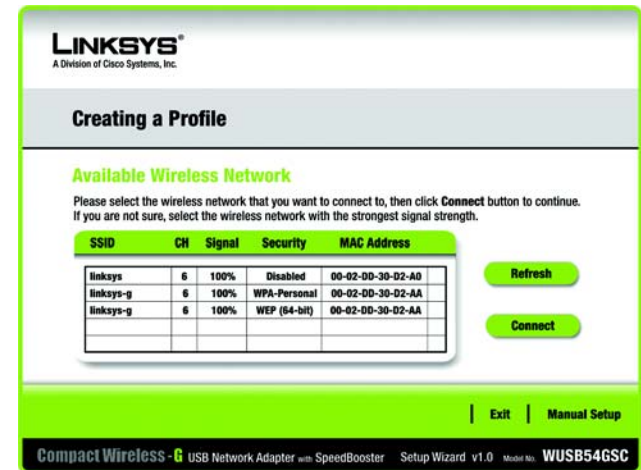 LINKSYS®
A Division of Cisco Systems, Inc.
Creating a Profile
Available Wireless Network
Please select the wireless network that you want to connect to, then click Connect button to continue.
If you are not sure, select the wireless network with the strongest signal strength.
SSID CH Signal Security MAC Address
linksys 6 100% Disabled 00-02-DD-30-D2-A0
linksys-g 6 100% WPA-Personal 00-02-DD-30-D2-AA
linksys-g 6 100% WEP (64-bit) 00-02-DD-30-D2-AA
Refresh
Connect
Exit | Manual Setup
Compact Wireless-G USB Network Adapter with SpeedBooster Setup Wizard v1.0 Model No. WUSB54GSC